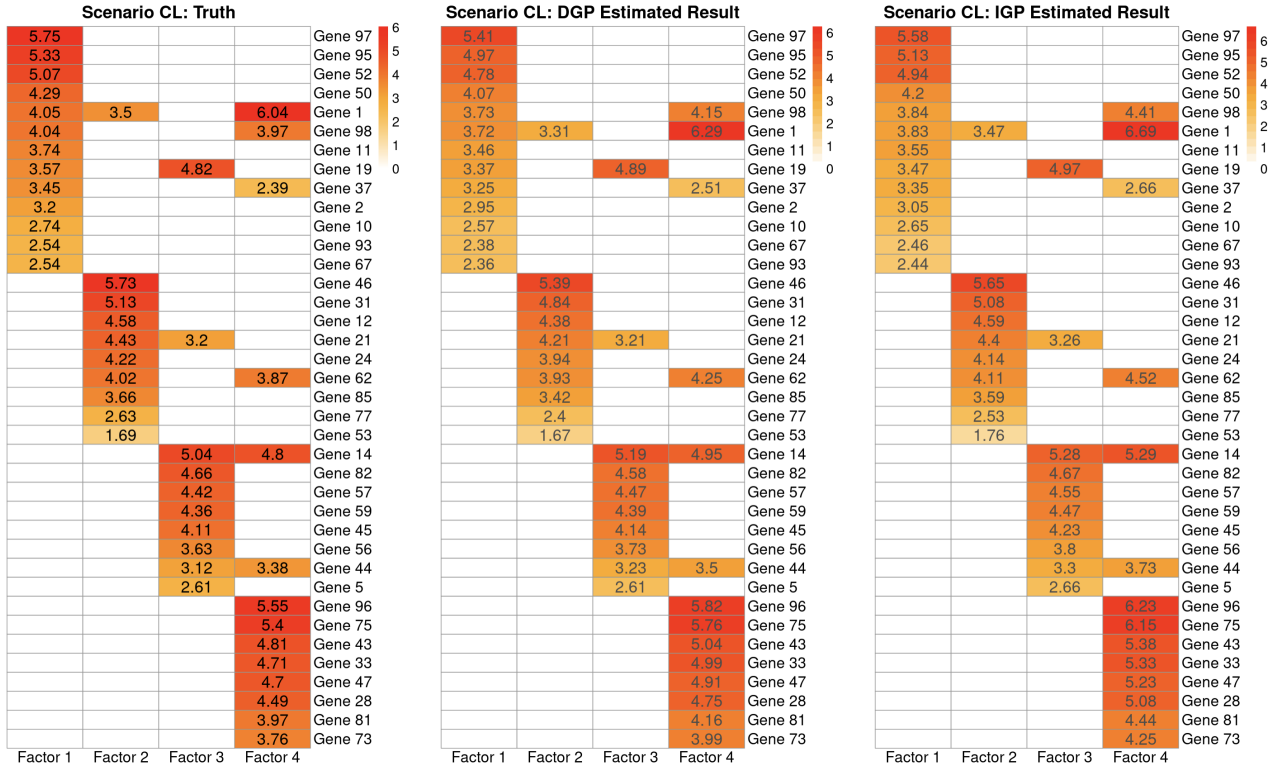 Scenario CL: Truth
5.75 Gene 97
5.33 Gene 95
5.07 Gene 52
4.29 Gene 50
4.05 3.5 6.04 Gene 1
4.04 3.97 Gene 98
3.74 Gene 11
3.57 4.82 Gene 19
3.45 2.39 Gene 37
3.2 Gene 2
2.74 Gene 10
2.54 Gene 93
2.54 Gene 67
5.73 Gene 46
5.13 Gene 31
4.58 Gene 12
4.43 3.2 Gene 21
4.22 Gene 24
4.02 3.87 Gene 62
3.66 Gene 85
2.63 Gene 77
1.69 Gene 53
5.04 4.8 Gene 14
4.66 Gene 82
4.42 Gene 57
4.36 Gene 59
4.11 Gene 45
3.63 Gene 56
3.12 3.38 Gene 44
2.61 Gene 5
5.55 Gene 96
5.4 Gene 75
4.81 Gene 43
4.71 Gene 33
4.7 Gene 47
4.49 Gene 28
3.97 Gene 81
3.76 Gene 73
Factor 1 Factor 2 Factor 3 Factor 4
6
5
4
3
2
1
0
Scenario CL: DGP Estimated Result
5.41 Gene 97
4.97 Gene 95
4.78 Gene 52
4.07 Gene 50
3.73 4.15 Gene 98
3.72 3.31 6.29 Gene 1
3.46 Gene 11
3.37 4.89 Gene 19
3.25 2.51 Gene 37
2.95 Gene 2
2.57 Gene 10
2.38 Gene 67
2.36 Gene 93
5.39 Gene 46
4.84 Gene 31
4.38 Gene 12
4.21 3.21 Gene 21
3.94 Gene 24
3.93 4.25 Gene 62
3.42 Gene 85
2.4 Gene 77
1.67 Gene 53
5.19 4.95 Gene 14
4.58 Gene 82
4.47 Gene 57
4.39 Gene 59
4.14 Gene 45
3.73 Gene 56
3.23 3.5 Gene 44
2.61 Gene 5
5.82 Gene 96
5.76 Gene 75
5.04 Gene 43
4.99 Gene 33
4.91 Gene 47
4.75 Gene 28
4.16 Gene 81
3.99 Gene 73
Factor 1 Factor 2 Factor 3 Factor 4
6
5
4
3
2
1
0
Scenario CL: IGP Estimated Result
5.58 Gene 97
5.13 Gene 95
4.94 Gene 52
4.2 Gene 50
3.84 4.41 Gene 98
3.83 3.47 6.69 Gene 1
3.55 Gene 11
3.47 4.97 Gene 19
3.35 2.66 Gene 37
3.05 Gene 2
2.65 Gene 10
2.46 Gene 67
2.44 Gene 93
5.65 Gene 46
5.08 Gene 31
4.59 Gene 12
4.4 3.26 Gene 21
4.14 Gene 24
4.11 4.52 Gene 62
3.59 Gene 85
2.53 Gene 77
1.76 Gene 53
5.28 5.29 Gene 14
4.67 Gene 82
4.55 Gene 57
4.47 Gene 59
4.23 Gene 45
3.8 Gene 56
3.3 3.73 Gene 44
2.66 Gene 5
6.23 Gene 96
6.15 Gene 75
5.38 Gene 43
5.33 Gene 33
5.23 Gene 47
5.08 Gene 28
4.44 Gene 81
4.25 Gene 73
Factor 1 Factor 2 Factor 3 Factor 4
6
5
4
3
2
1
0